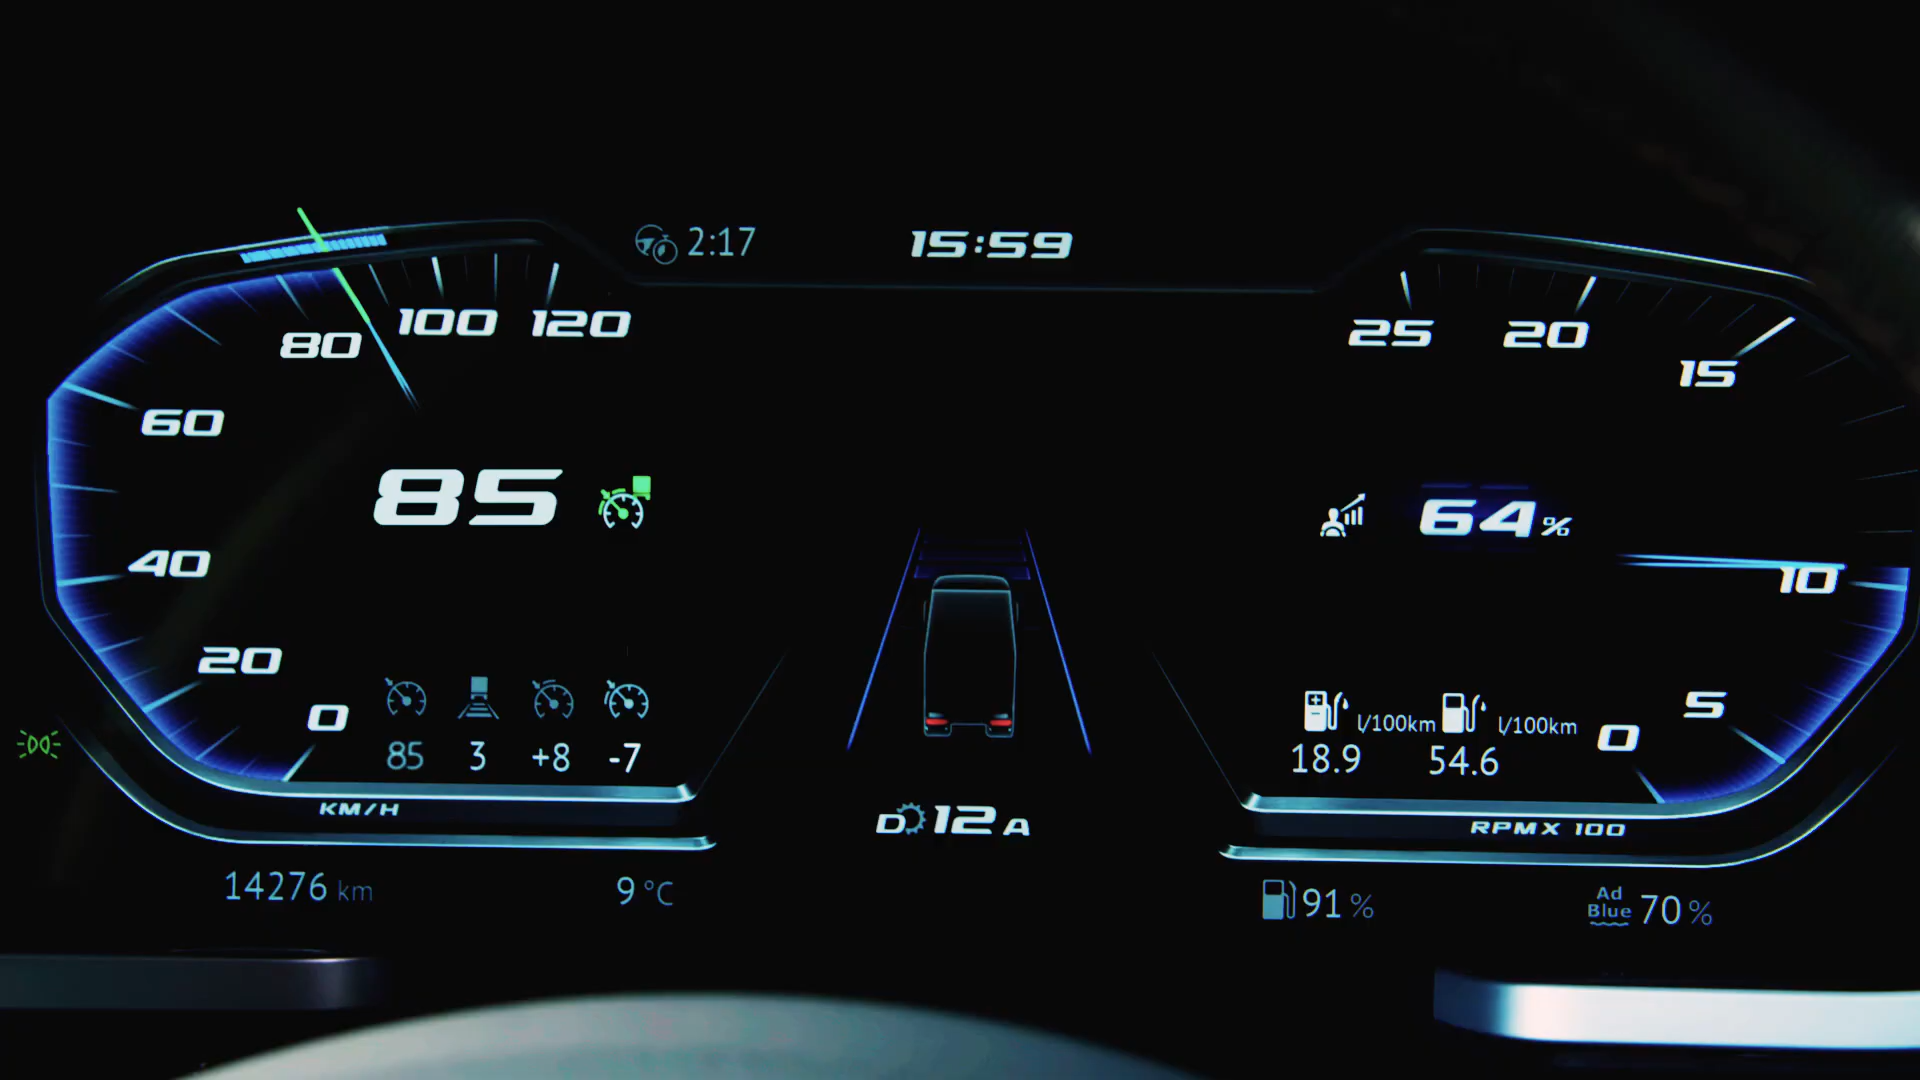 2:17
15:59
100 120
80
60
40
20
0
85
85 3 +8 -7
KM/H
14276 km
9 °C
D 12 A
25 20
15
10
5
0
64%
l/100km l/100km
18.9 54.6
RPM X 100
91 %
Ad
Blue 70 %